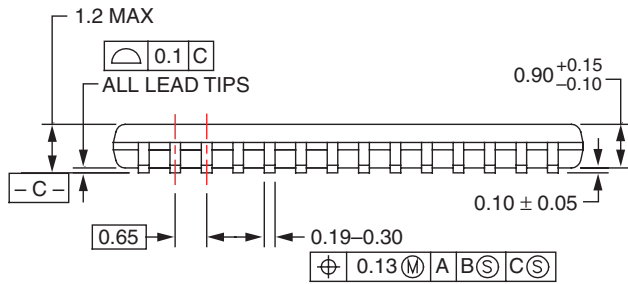 1.2 MAX
⌓ 0.1 C
ALL LEAD TIPS
0.90 +0.15 –0.10
– C –
0.10 ± 0.05
0.65
0.19–0.30
⌖ 0.13 Ⓜ A B Ⓢ C Ⓢ